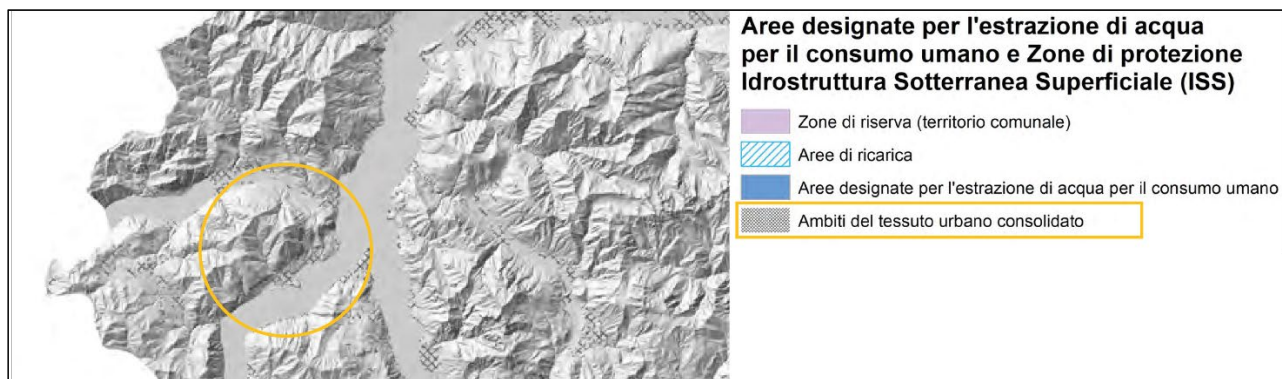 Aree designate per l'estrazione di acqua
per il consumo umano e Zone di protezione
Idrostruttura Sotterranea Superficiale (ISS)
Zone di riserva (territorio comunale)
Aree di ricarica
Aree designate per l'estrazione di acqua per il consumo umano
Ambiti del tessuto urbano consolidato